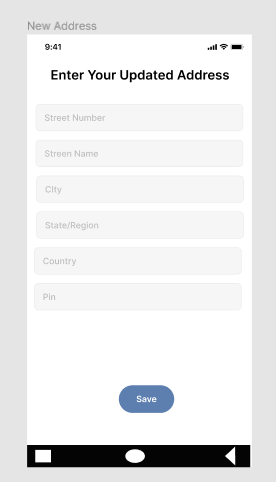 New Address
9:41
Enter Your Updated Address
Street Number
Streen Name
City
State/Region
Country
Pin
Save